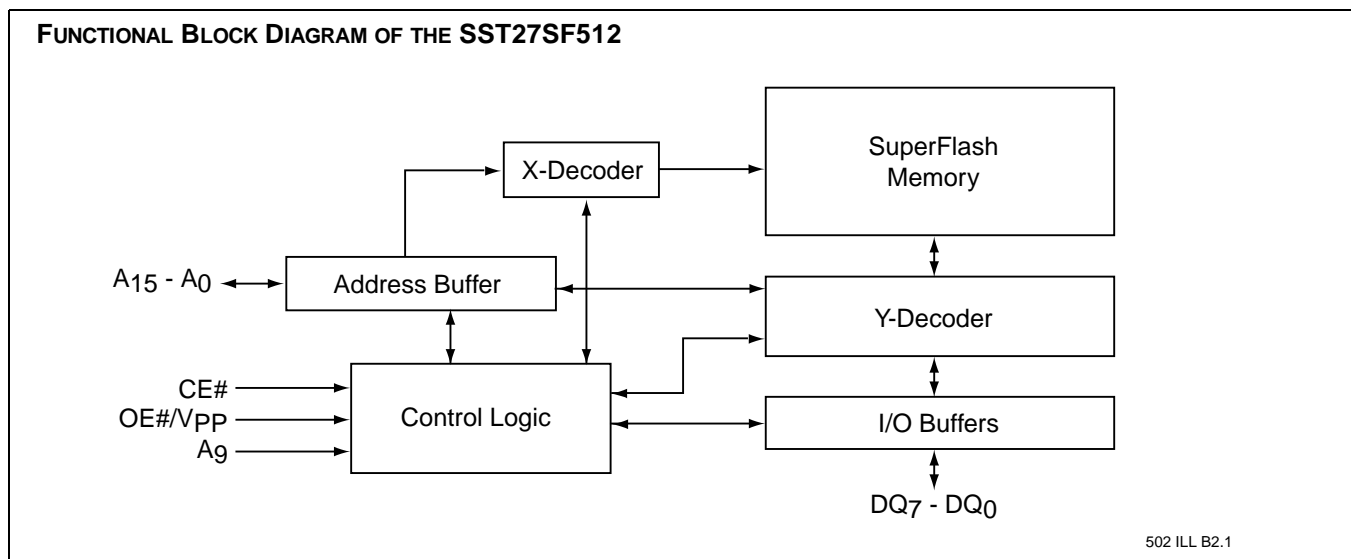 FUNCTIONAL BLOCK DIAGRAM OF THE SST27SF512
SuperFlash
Memory
X-Decoder
A15 - A0
Address Buffer
Y-Decoder
CE#
OE#/VPP
A9
Control Logic
I/O Buffers
DQ7 - DQ0
502 ILL B2.1